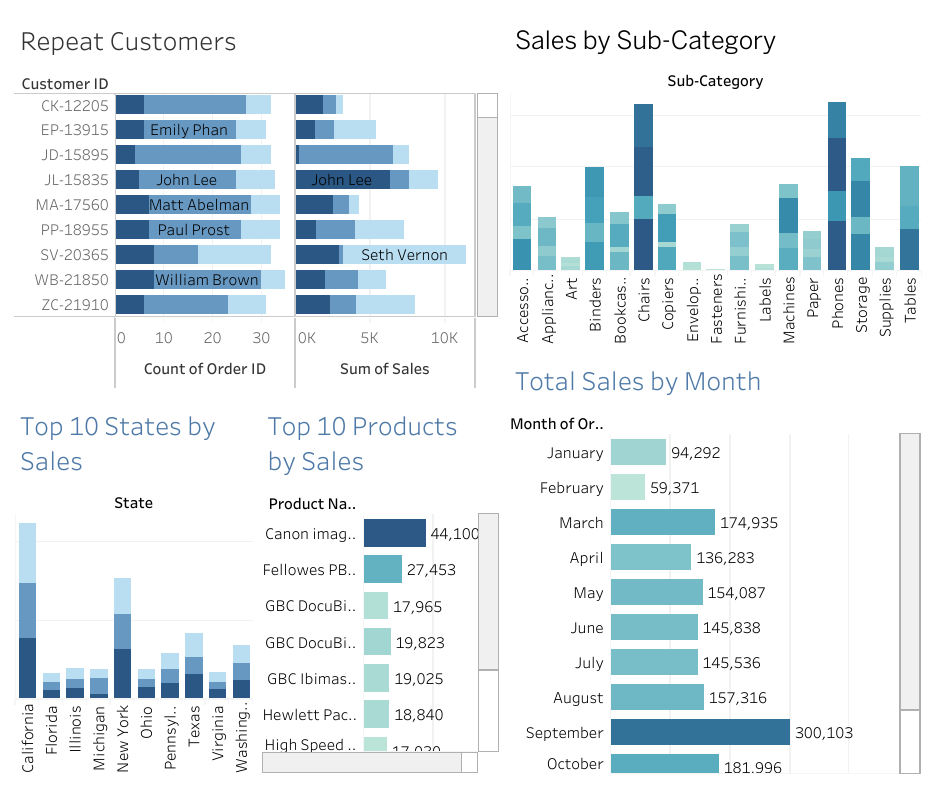 Repeat Customers
Customer ID
CK-12205
EP-13915
Emily Phan
JD-15895
JL-15835
John Lee
John Lee
MA-17560
Matt Abelman
PP-18955
Paul Prost
SV-20365
Seth Vernon
WB-21850
William Brown
ZC-21910
0 10 20 30
0K 5K 10K
Count of Order ID
Sum of Sales
Sales by Sub-Category
Sub-Category
Accesso..
Applianc..
Art
Binders
Bookcas..
Chairs
Copiers
Envelop..
Fasteners
Furnishi..
Labels
Machines
Paper
Phones
Storage
Supplies
Tables
Top 10 States by
Sales
State
California
Florida
Illinois
Michigan
New York
Ohio
Pennsyl..
Texas
Virginia
Washing..
Top 10 Products
by Sales
Product Na..
Canon imag.. 44,100
Fellowes PB.. 27,453
GBC DocuBi.. 17,965
GBC DocuBi.. 19,823
GBC Ibimas.. 19,025
Hewlett Pac.. 18,840
High Speed .. 17,030
Total Sales by Month
Month of Or..
January 94,292
February 59,371
March 174,935
April 136,283
May 154,087
June 145,838
July 145,536
August 157,316
September 300,103
October 181,996